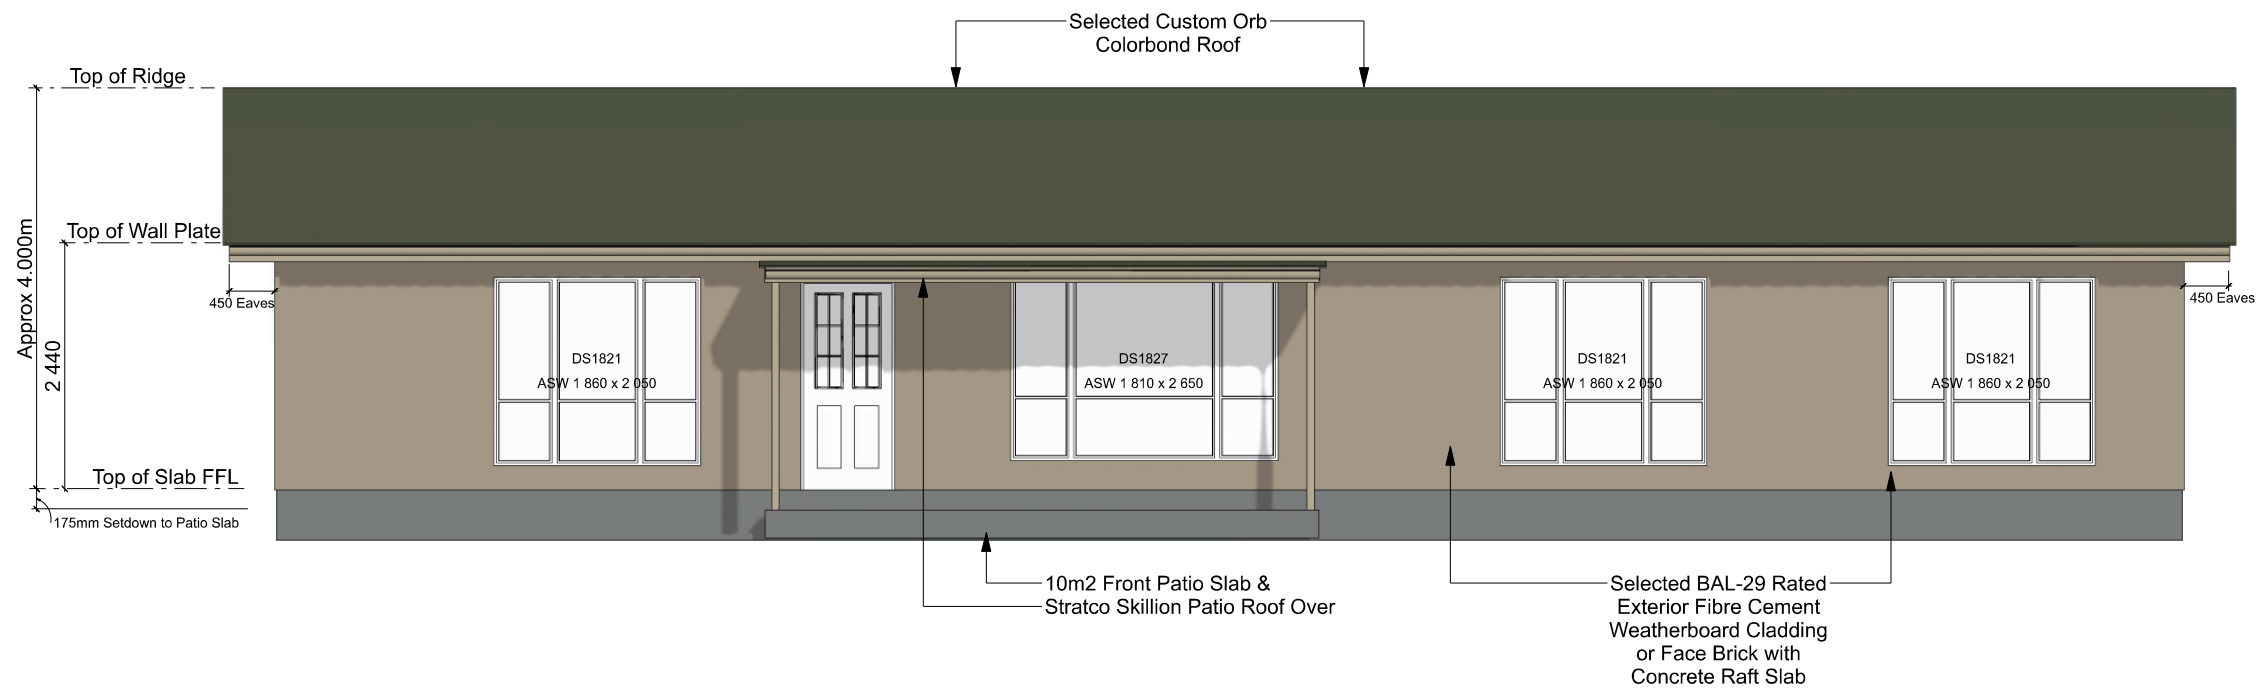 Selected Custom Orb
Colorbond Roof
Top of Ridge
Top of Wall Plate
Approx 4.000m
2 440
450 Eaves
450 Eaves
DS1821
ASW 1 860 x 2 050
DS1827
ASW 1 810 x 2 650
DS1821
ASW 1 860 x 2 050
DS1821
ASW 1 860 x 2 050
Top of Slab FFL
175mm Setdown to Patio Slab
10m2 Front Patio Slab &
Stratco Skillion Patio Roof Over
Selected BAL-29 Rated
Exterior Fibre Cement
Weatherboard Cladding
or Face Brick with
Concrete Raft Slab